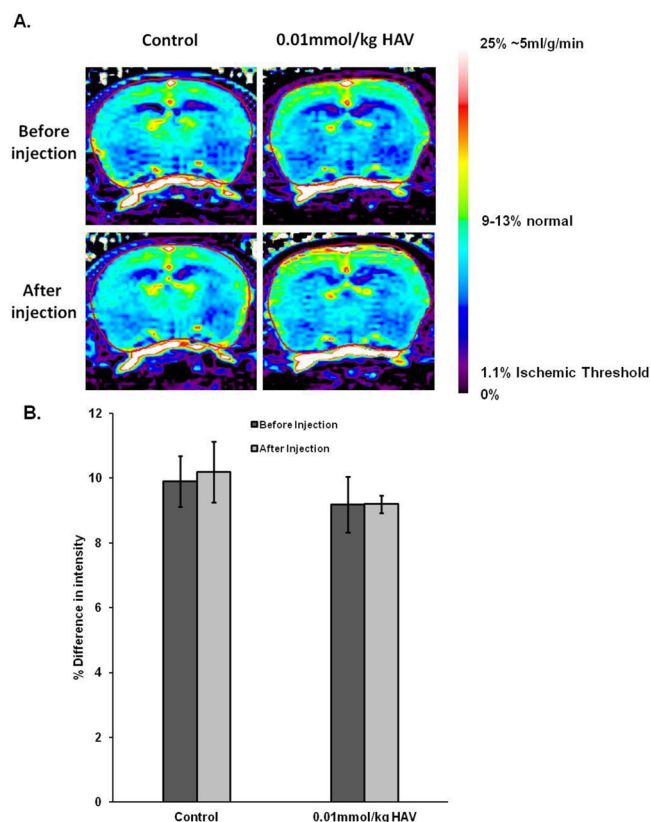 A.
Control
0.01mmol/kg HAV
25% ~5ml/g/min
Before
injection
9-13% normal
After
injection
1.1% Ischemic Threshold
0%
B.
12
10
8
6
4
2
0
% Difference in intensity
Before Injection
After Injection
Control
0.01mmol/kg HAV